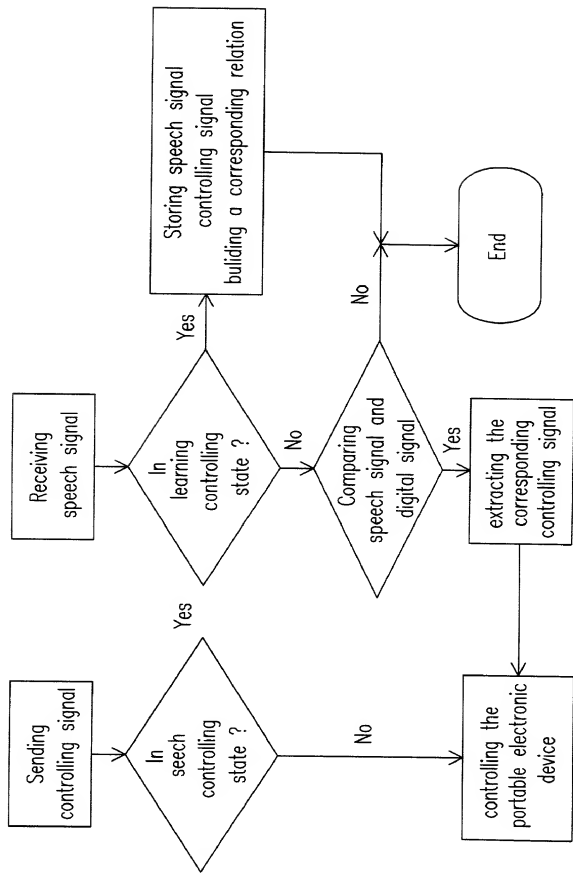 Sending
controlling signal
In
seech
controlling
state ?
Yes
No
controlling the
portable electronic
device
Receiving
speech signal
In
learning
controlling
state ?
Yes
No
Storing speech signal
controlling signal
buliding a corresponding relation
Comparing
speech signal and
digital signal
No
Yes
extracting the
corresponding
controlling signal
End